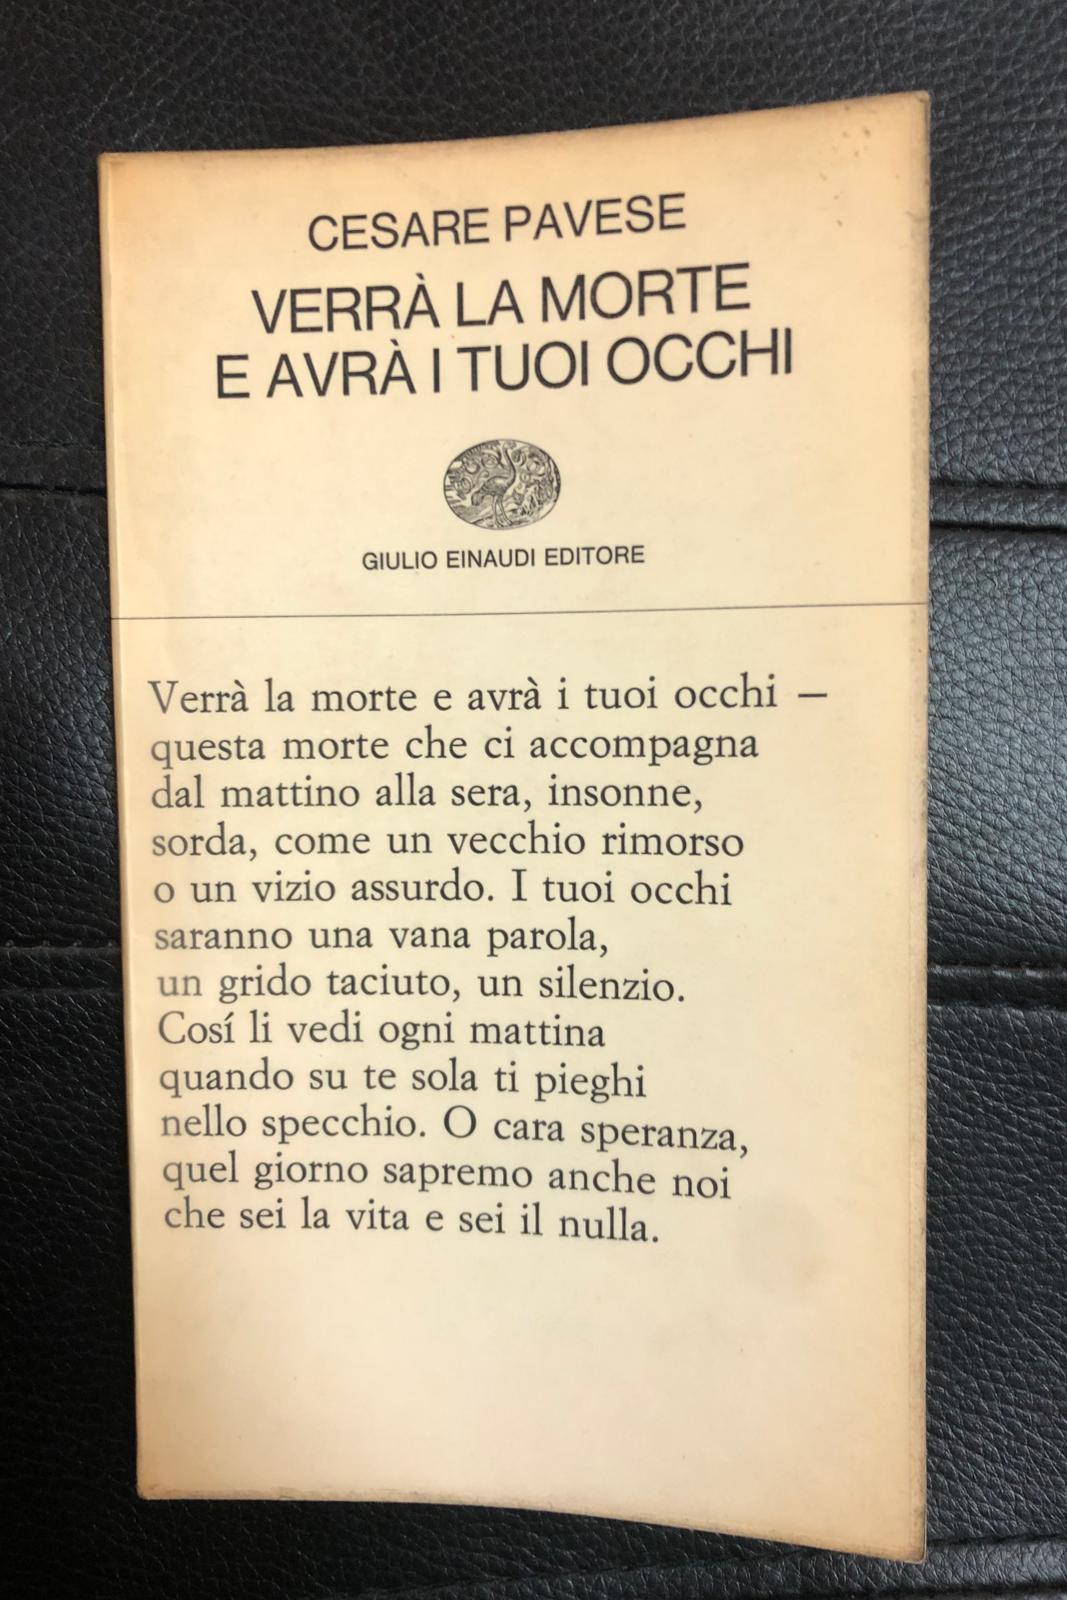 CESARE PAVESE
VERRÀ LA MORTE
E AVRÀ I TUOI OCCHI
GIULIO EINAUDI EDITORE
Verrà la morte e avrà i tuoi occhi –
questa morte che ci accompagna
dal mattino alla sera, insonne,
sorda, come un vecchio rimorso
o un vizio assurdo. I tuoi occhi
saranno una vana parola,
un grido taciuto, un silenzio.
Cosí li vedi ogni mattina
quando su te sola ti pieghi
nello specchio. O cara speranza,
quel giorno sapremo anche noi
che sei la vita e sei il nulla.